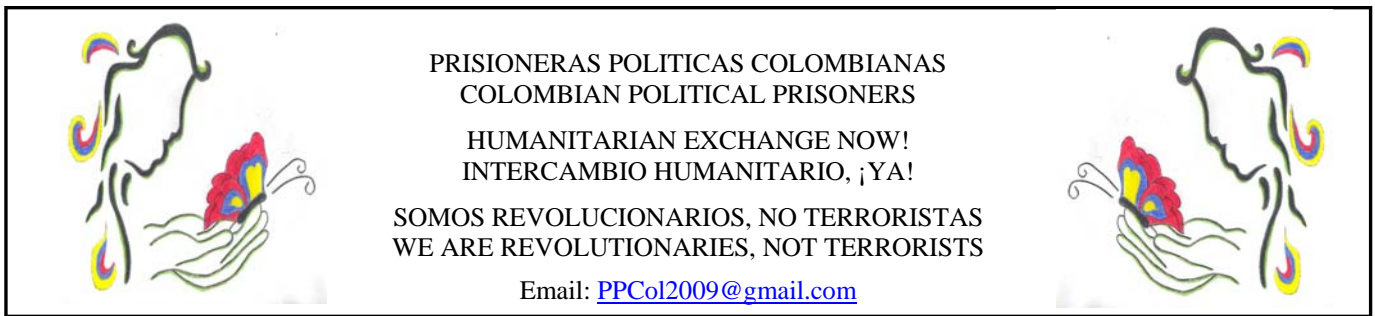 PRISIONERAS POLITICAS COLOMBIANAS
COLOMBIAN POLITICAL PRISONERS
HUMANITARIAN EXCHANGE NOW!
INTERCAMBIO HUMANITARIO, ¡YA!
SOMOS REVOLUCIONARIOS, NO TERRORISTAS
WE ARE REVOLUTIONARIES, NOT TERRORISTS
Email: PPCol2009@gmail.com